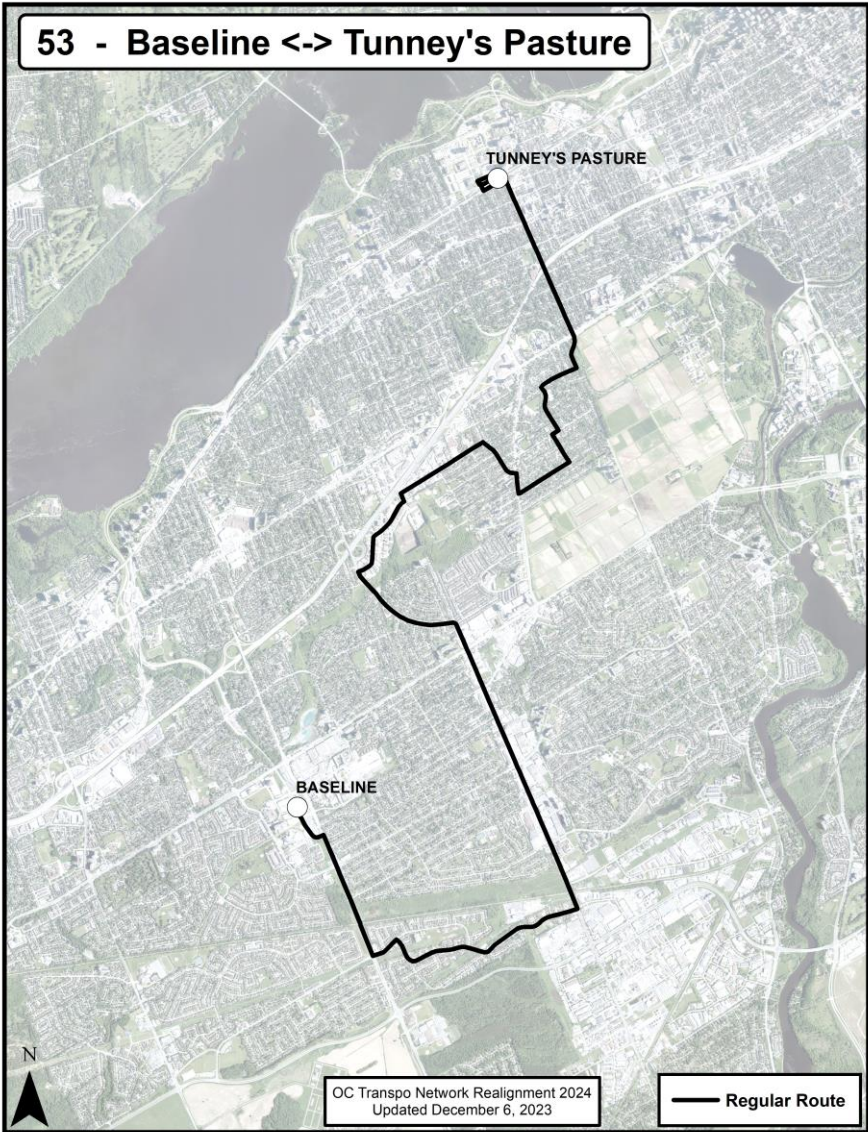 53 - Baseline <-> Tunney's Pasture
TUNNEY'S PASTURE
BASELINE
N
OC Transpo Network Realignment 2024
Updated December 6, 2023
Regular Route